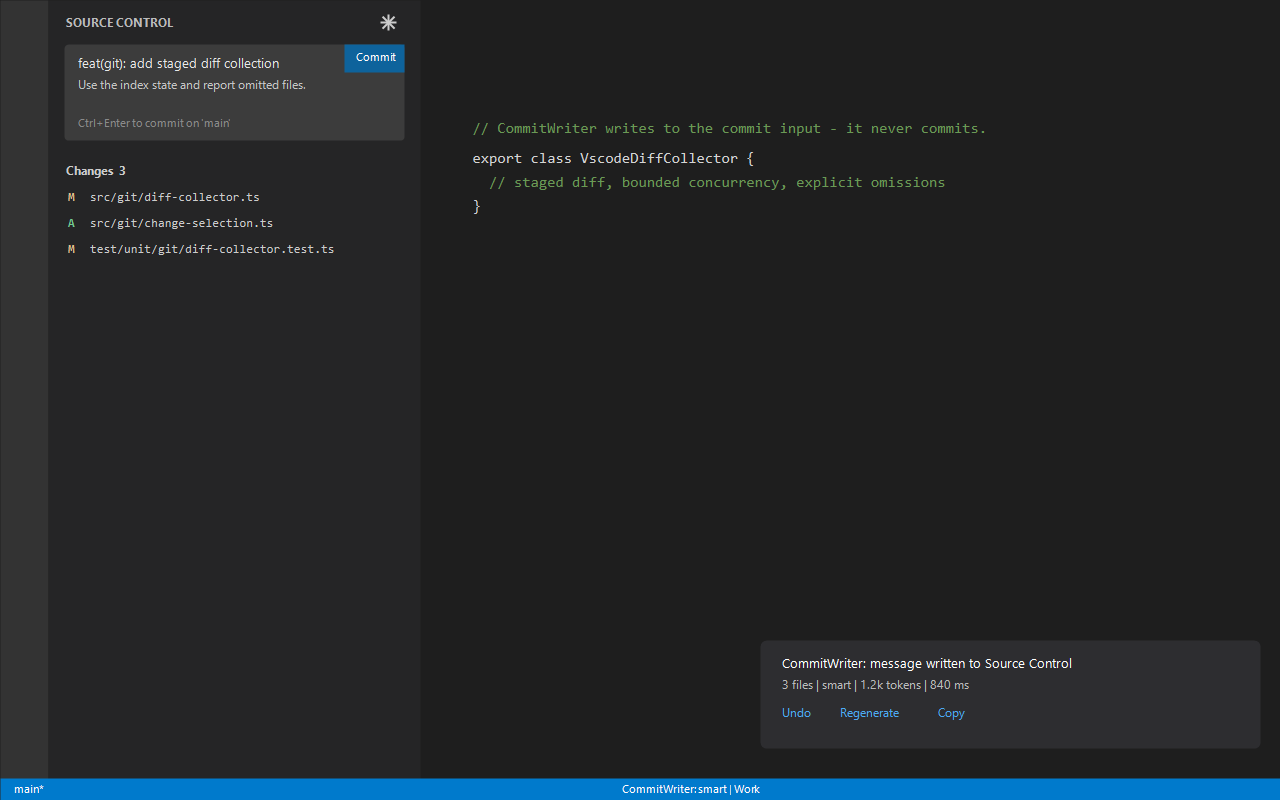 SOURCE CONTROL
feat(git): add staged diff collection
Commit
Use the index state and report omitted files.
Ctrl+Enter to commit on 'main'
Changes 3
M src/git/diff-collector.ts
A src/git/change-selection.ts
M test/unit/git/diff-collector.test.ts
// CommitWriter writes to the commit input - it never commits.
export class VscodeDiffCollector {
// staged diff, bounded concurrency, explicit omissions
}
CommitWriter: message written to Source Control
3 files | smart | 1.2k tokens | 840 ms
Undo Regenerate Copy
main* CommitWriter: smart | Work